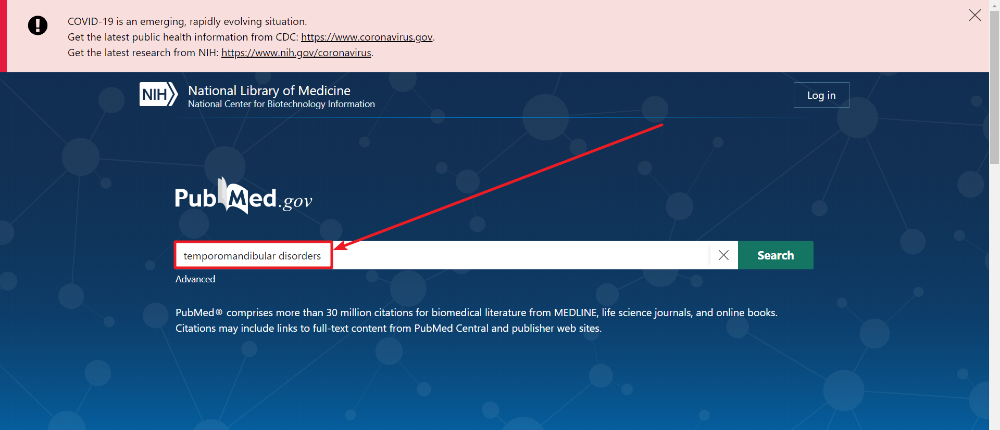 COVID-19 is an emerging, rapidly evolving situation.
Get the latest public health information from CDC: https://www.coronavirus.gov.
Get the latest research from NIH: https://www.nih.gov/coronavirus.
NIH
National Library of Medicine
National Center for Biotechnology Information
Log in
PubMed.gov
temporomandibular disorders
Search
Advanced
PubMed® comprises more than 30 million citations for biomedical literature from MEDLINE, life science journals, and online books.
Citations may include links to full-text content from PubMed Central and publisher web sites.